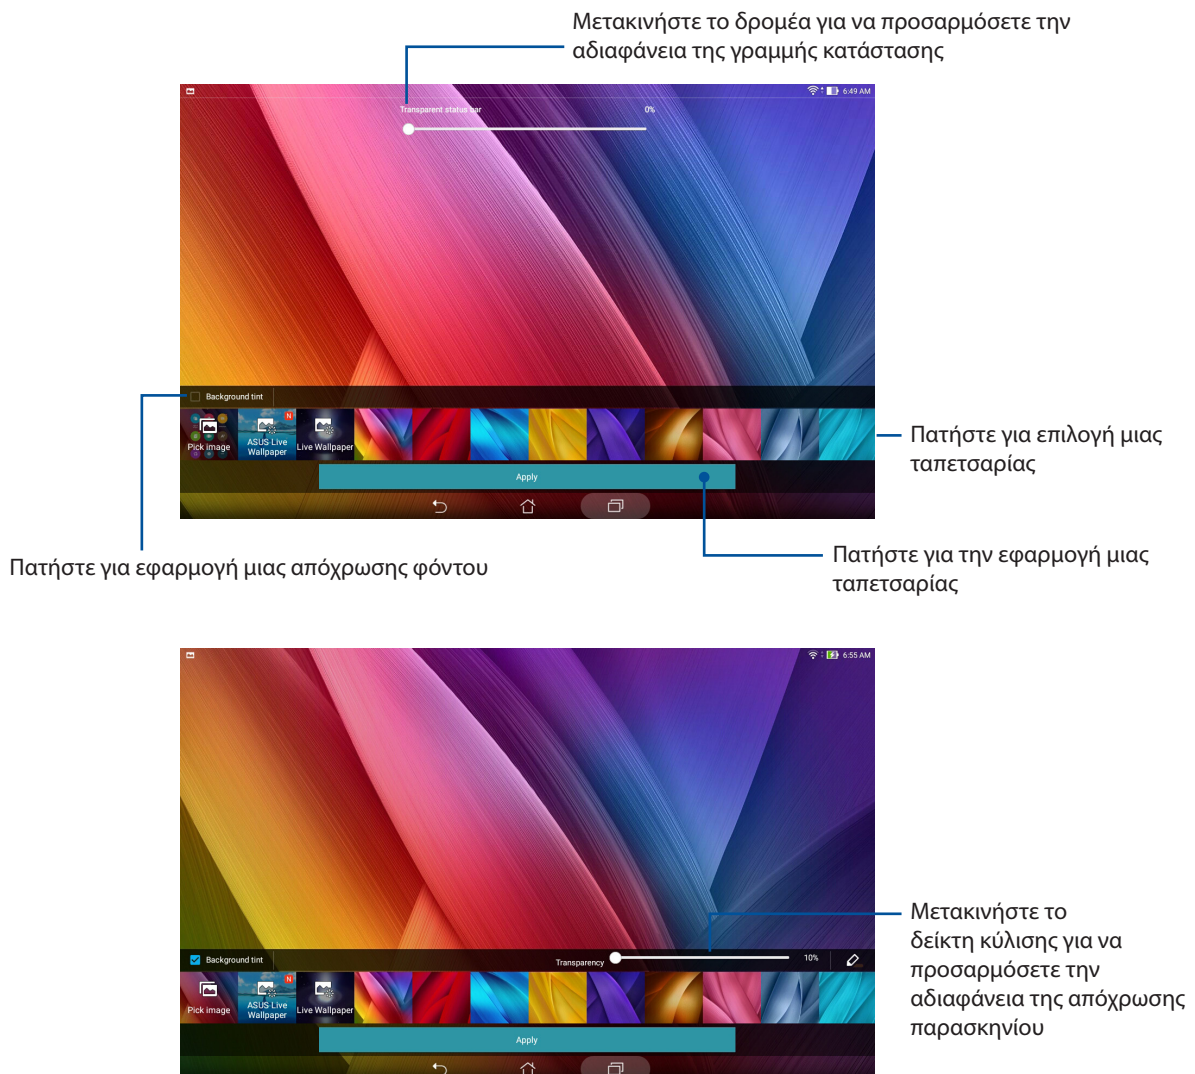 Μετακινήστε το δρομέα για να προσαρμόσετε την
αδιαφάνεια της γραμμής κατάστασης
6:49 AM
Transparent status bar 0%
Background tint
N
Pick image
ASUS Live
Wallpaper
Live Wallpaper
Πατήστε για επιλογή μιας
ταπετσαρίας
Apply
Πατήστε για εφαρμογή μιας απόχρωσης φόντου
Πατήστε για την εφαρμογή μιας
ταπετσαρίας
6:55 AM
Background tint
Transparency 10%
N
Pick image
ASUS Live
Wallpaper
Live Wallpaper
Apply
Μετακινήστε το
δείκτη κύλισης για να
προσαρμόσετε την
αδιαφάνεια της απόχρωσης
παρασκηνίου